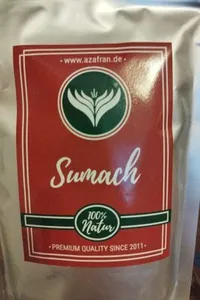 • www.azafran.de •
Sumach
100%
Natur
• PREMIUM QUALITY SINCE 2011 •